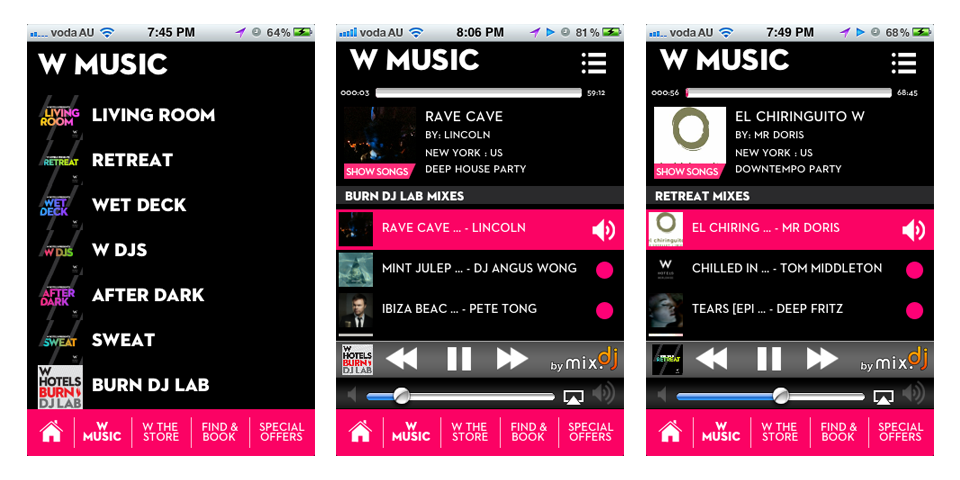 voda AU 7:45 PM 64%
W MUSIC
LIVING ROOM
LIVING ROOM
RETREAT
RETREAT
WET DECK
WET DECK
W DJS
W DJS
AFTER DARK
AFTER DARK
SWEAT
SWEAT
W HOTELS BURN DJ LAB
BURN DJ LAB
W MUSIC
W THE STORE
FIND & BOOK
SPECIAL OFFERS
voda AU 8:06 PM 81%
W MUSIC
000:03 59:12
RAVE CAVE
BY: LINCOLN
NEW YORK : US
SHOW SONGS
DEEP HOUSE PARTY
BURN DJ LAB MIXES
RAVE CAVE ... - LINCOLN
MINT JULEP ... - DJ ANGUS WONG
IBIZA BEAC ... - PETE TONG
W HOTELS BURN DJ LAB
by mix.dj
W MUSIC
W THE STORE
FIND & BOOK
SPECIAL OFFERS
voda AU 7:49 PM 68%
W MUSIC
000:56 68:45
EL CHIRINGUITO W
BY: MR DORIS
NEW YORK : US
SHOW SONGS
DOWNTEMPO PARTY
RETREAT MIXES
el chiringuito
EL CHIRING ... - MR DORIS
W HOTELS
CHILLED IN ... - TOM MIDDLETON
TEARS [EPI ... - DEEP FRITZ
RETREAT
by mix.dj
W MUSIC
W THE STORE
FIND & BOOK
SPECIAL OFFERS